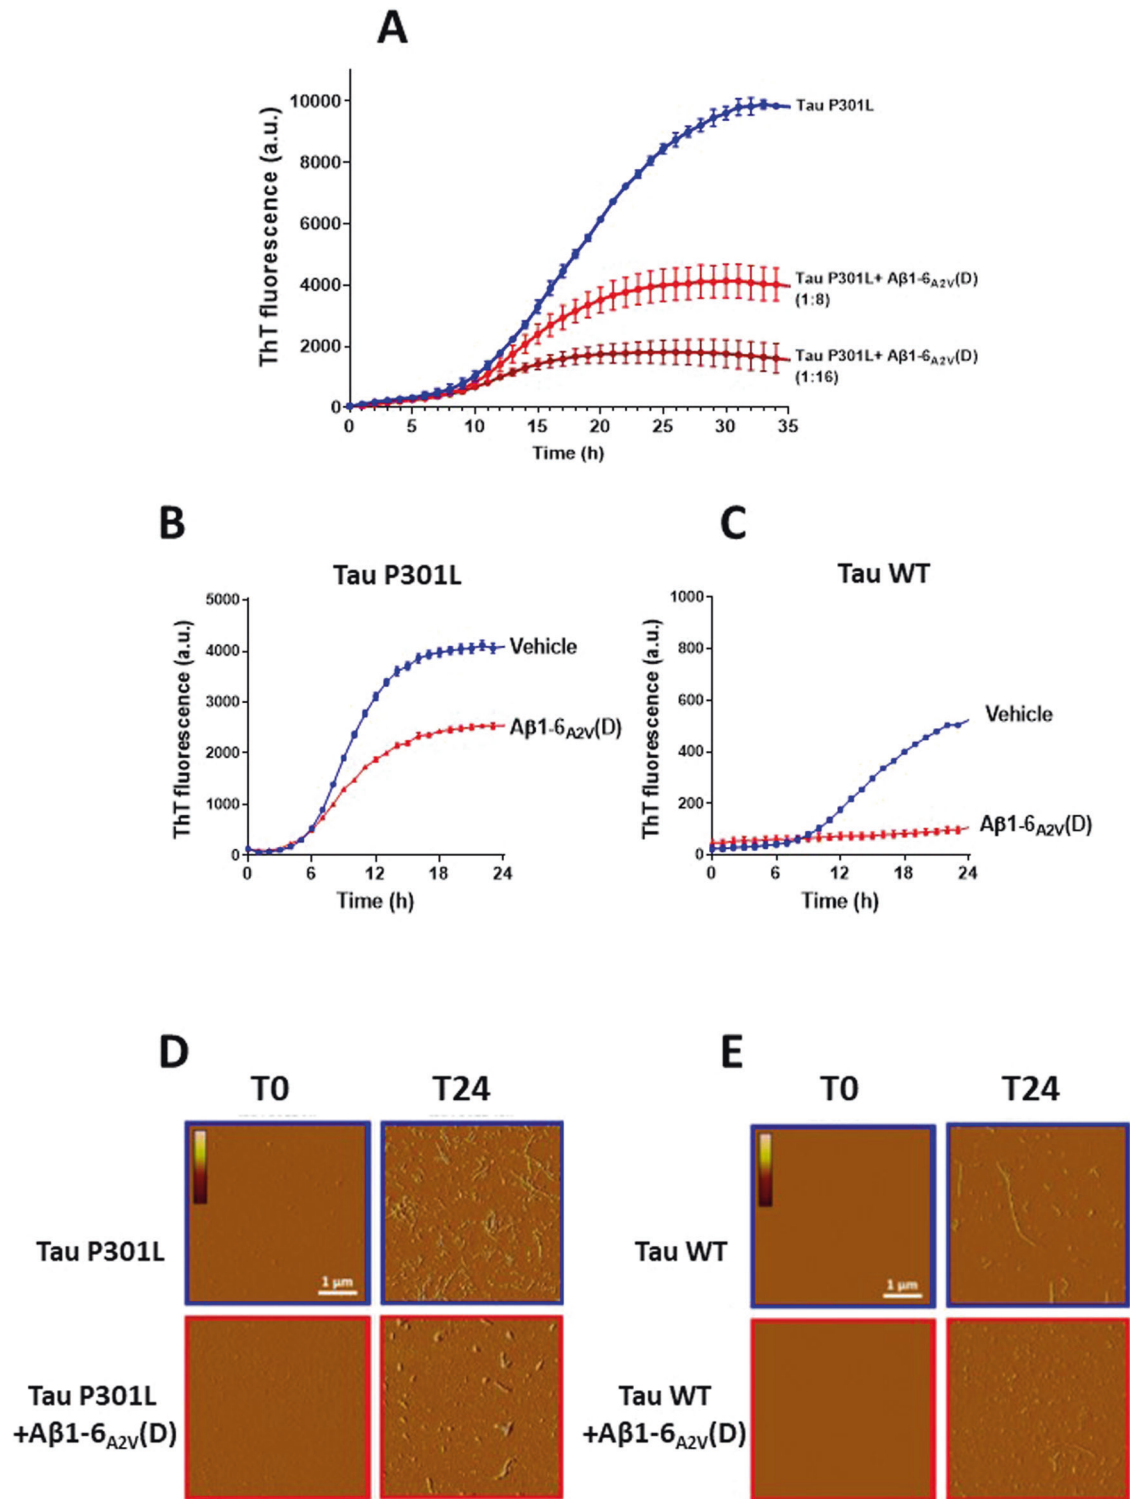 A
ThT fluorescence (a.u.)
10000
8000
6000
4000
2000
0
0 5 10 15 20 25 30 35
Time (h)
Tau P301L
Tau P301L+ Aβ1-6A2V(D)
(1:8)
Tau P301L+ Aβ1-6A2V(D)
(1:16)
B
Tau P301L
ThT fluorescence (a.u.)
5000
4000
3000
2000
1000
0
0 6 12 18 24
Time (h)
Vehicle
Aβ1-6A2V(D)
C
Tau WT
ThT fluorescence (a.u.)
1000
800
600
400
200
0
0 6 12 18 24
Time (h)
Vehicle
Aβ1-6A2V(D)
D
T0 T24
Tau P301L
1 µm
Tau P301L
+Aβ1-6A2V(D)
E
T0 T24
Tau WT
1 µm
Tau WT
+Aβ1-6A2V(D)